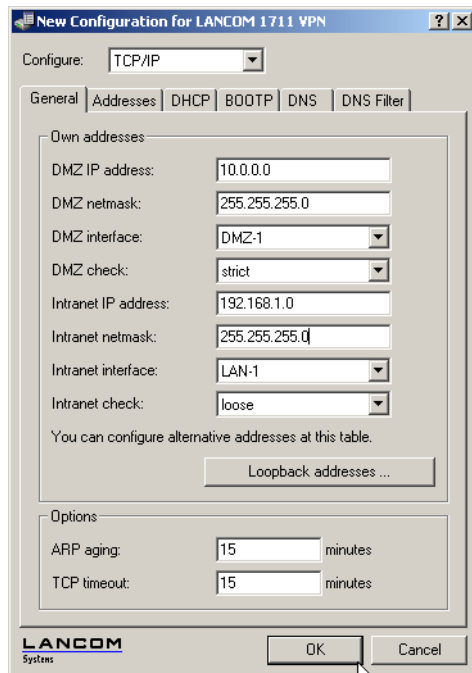 New Configuration for LANCOM 1711 VPN
Configure: TCP/IP
General Addresses DHCP BOOTP DNS DNS Filter
Own addresses
DMZ IP address: 10.0.0.0
DMZ netmask: 255.255.255.0
DMZ interface: DMZ-1
DMZ check: strict
Intranet IP address: 192.168.1.0
Intranet netmask: 255.255.255.0
Intranet interface: LAN-1
Intranet check: loose
You can configure alternative addresses at this table.
Loopback addresses ...
Options
ARP aging: 15 minutes
TCP timeout: 15 minutes
LANCOM
Systems
OK Cancel